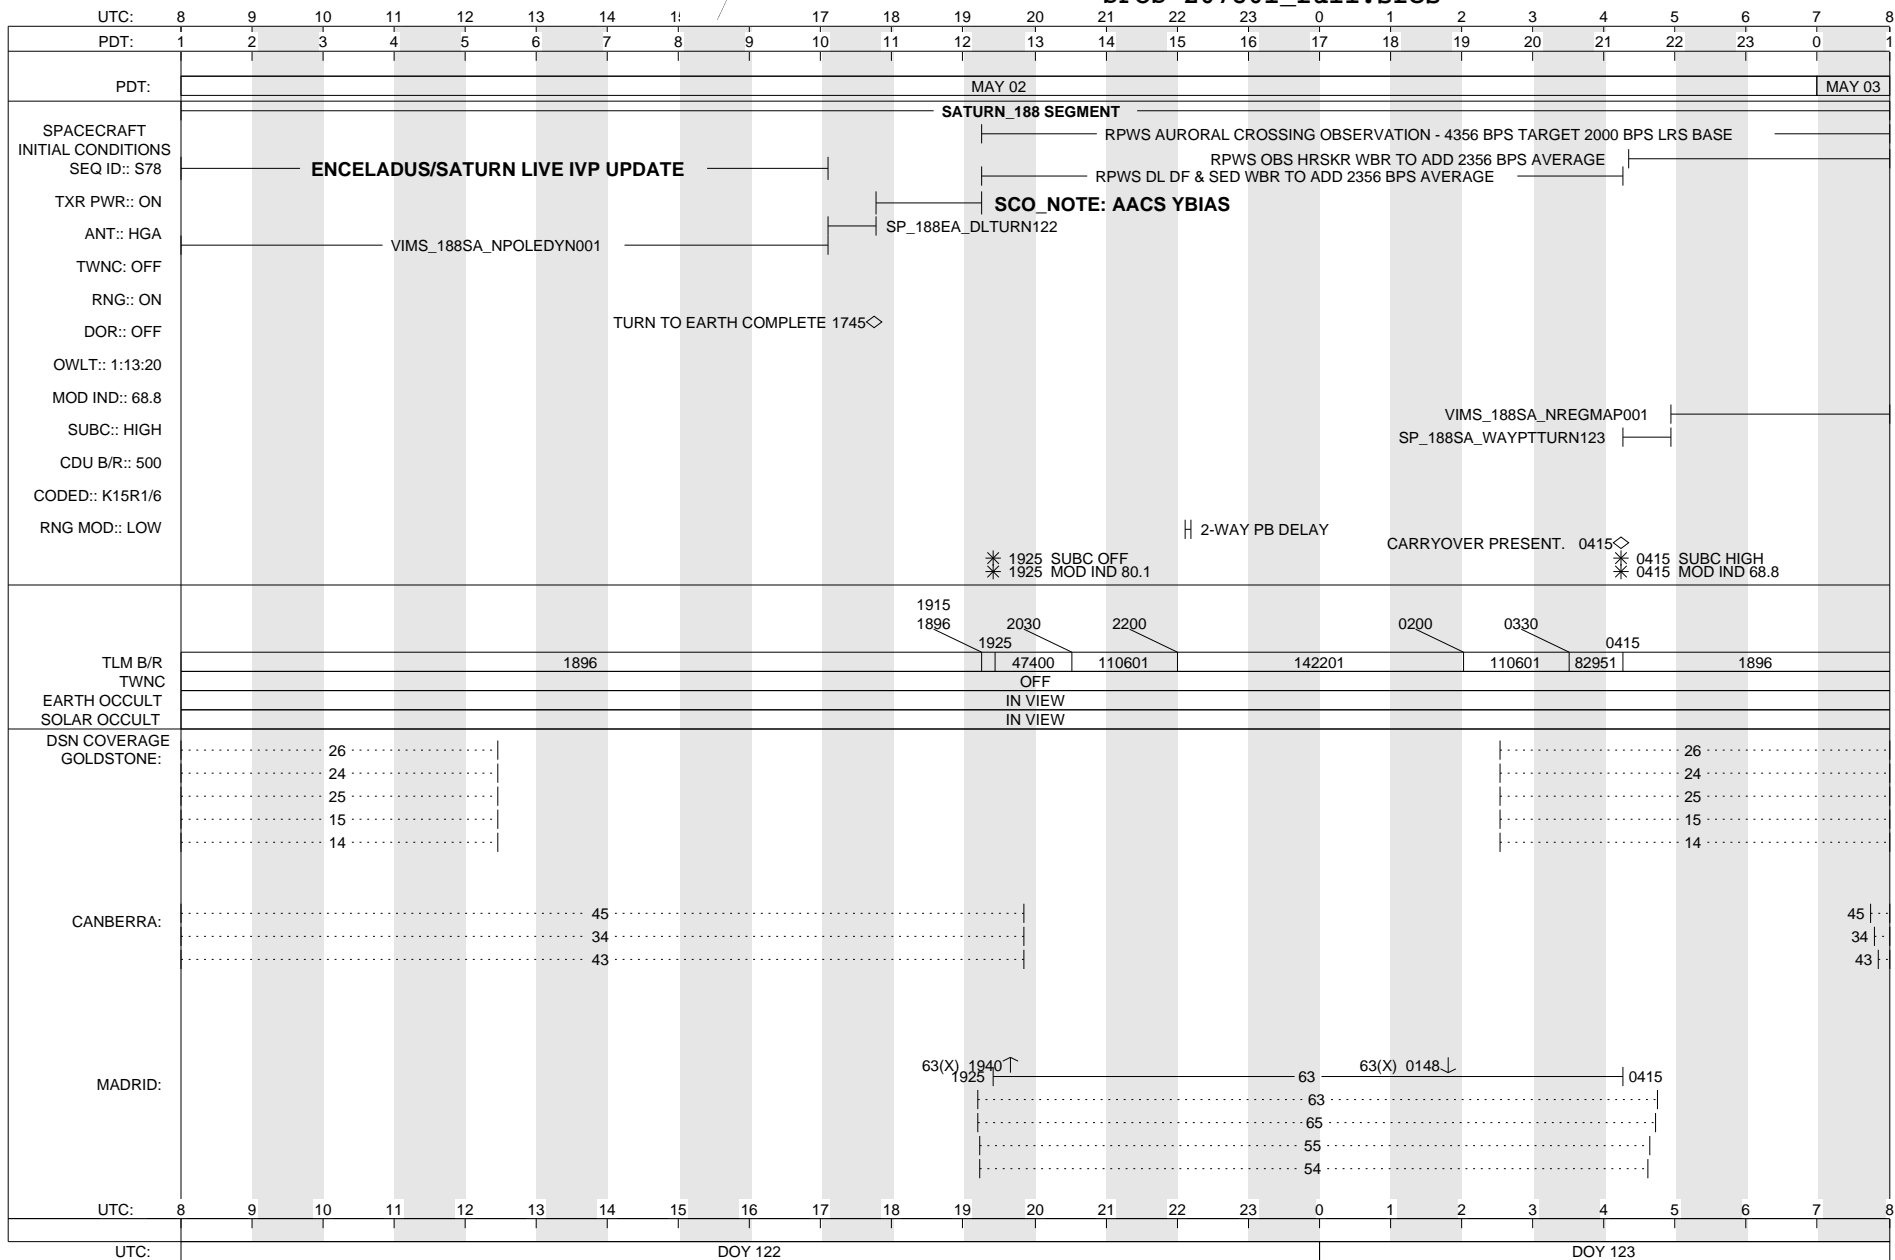 UTC: 8 9 10 11 12 13 14 17 18 19 20 21 22 23 0 1 2 3 4 5 6 7 8
PDT: 1 2 3 4 5 6 7 8 9 10 11 12 13 14 15 16 17 18 19 20 21 22 23 0 1
PDT: MAY 02 MAY 03
SATURN_188 SEGMENT
SPACECRAFT
INITIAL CONDITIONS
RPWS AURORAL CROSSING OBSERVATION - 4356 BPS TARGET 2000 BPS LRS BASE
RPWS OBS HRSKR WBR TO ADD 2356 BPS AVERAGE
SEQ ID:: S78
ENCELADUS/SATURN LIVE IVP UPDATE
RPWS DL DF & SED WBR TO ADD 2356 BPS AVERAGE
TXR PWR:: ON
SCO_NOTE: AACS YBIAS
SP_188EA_DLTURN122
ANT:: HGA
VIMS_188SA_NPOLEDYN001
TWNC: OFF
RNG:: ON
TURN TO EARTH COMPLETE 1745
DOR:: OFF
OWLT:: 1:13:20
MOD IND:: 68.8
VIMS_188SA_NREGMAP001
SUBC:: HIGH
SP_188SA_WAYPTTURN123
CDU B/R:: 500
CODED:: K15R1/6
RNG MOD:: LOW
2-WAY PB DELAY
CARRYOVER PRESENT. 0415
1925 SUBC OFF
0415 SUBC HIGH
1925 MOD IND 80.1
0415 MOD IND 68.8
1915
1896 2030 2200 0200 0330
1925 0415
TLM B/R 1896 47400 110601 142201 110601 82951 1896
TWNC OFF
EARTH OCCULT IN VIEW
SOLAR OCCULT IN VIEW
DSN COVERAGE
GOLDSTONE:
26 26
24 24
25 25
15 15
14 14
CANBERRA:
45 45
34 34
43 43
MADRID:
63(X) 1940 63(X) 0148
1925 63 0415
63
65
55
54
UTC: 8 9 10 11 12 13 14 15 16 17 18 19 20 21 22 23 0 1 2 3 4 5 6 7 8
UTC: DOY 122 DOY 123